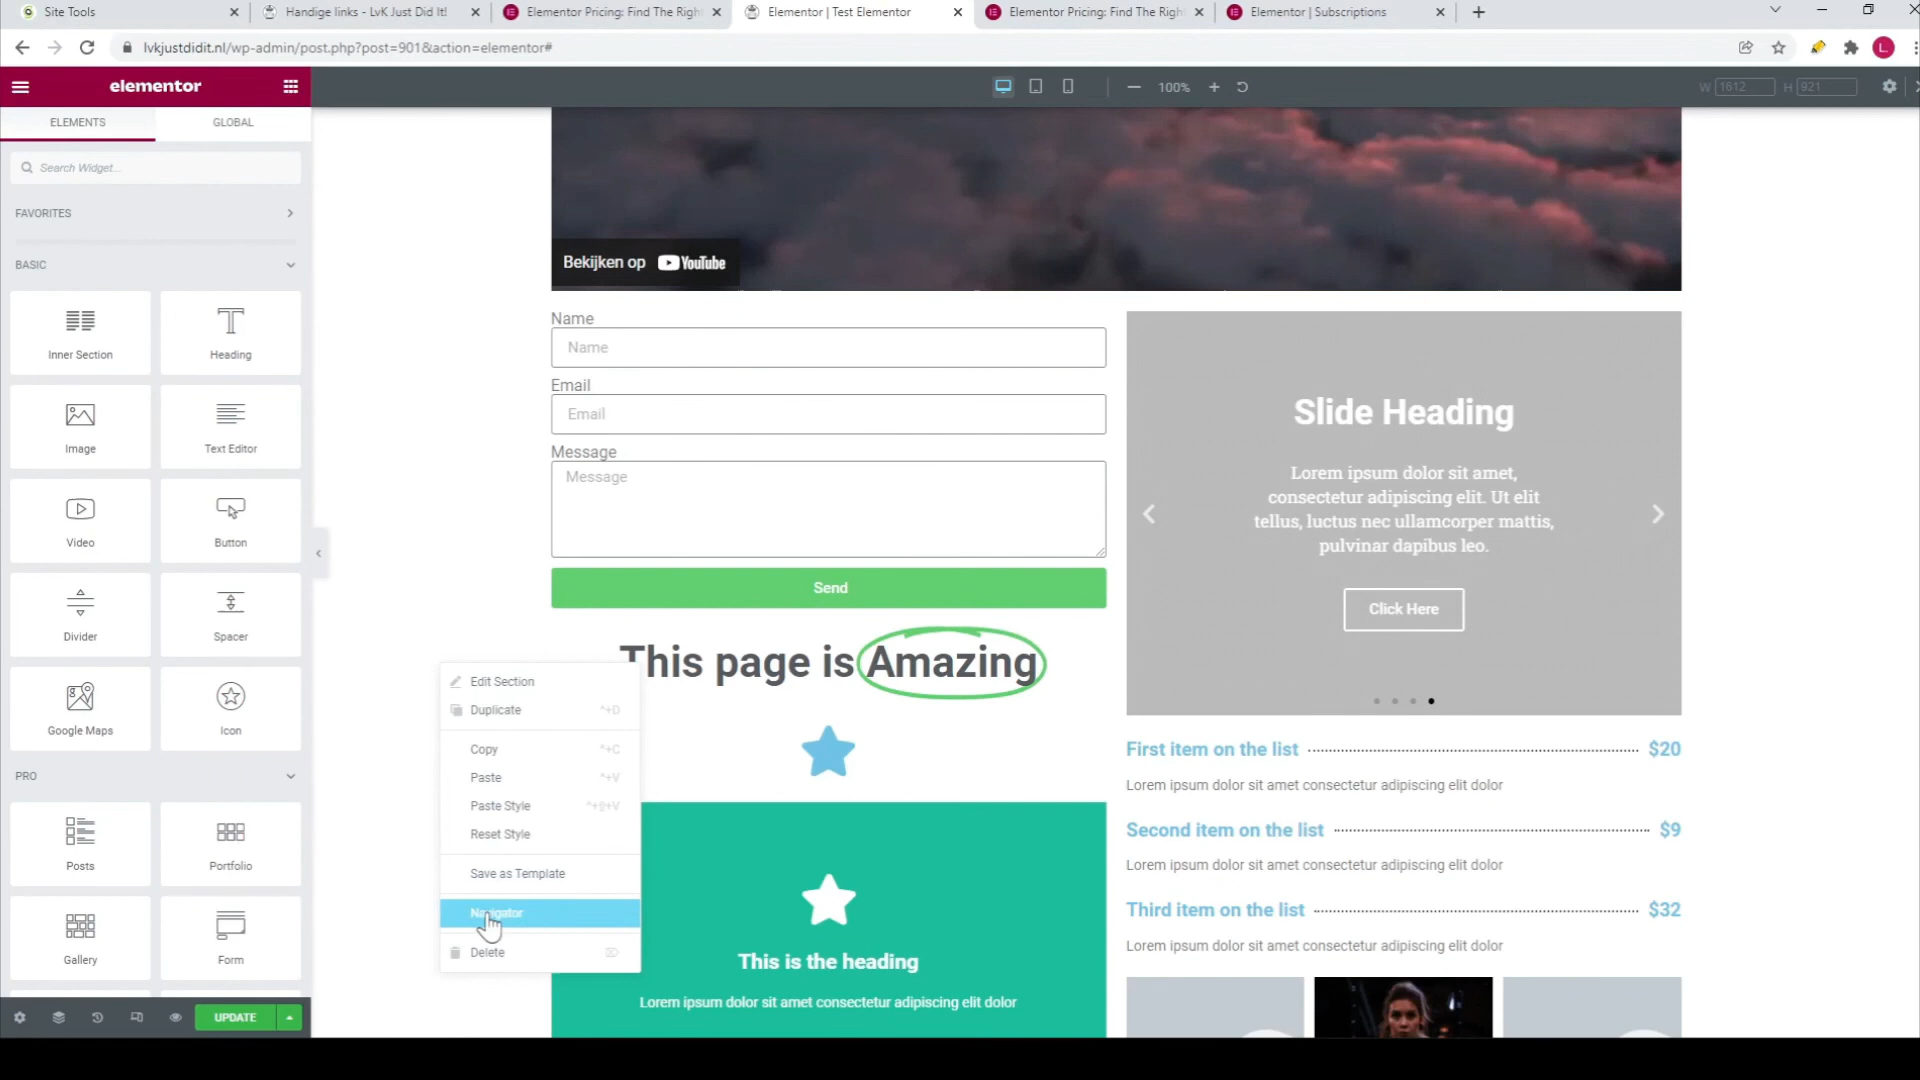 Site Tools
Handige links - LvK Just Did It!
Elementor Pricing: Find The Righ
Elementor | Test Elementor
Elementor Pricing: Find The Righ
Elementor | Subscriptions
lvkjustdidit.nl/wp-admin/post.php?post=901&action=elementor#
L
elementor
100%
W 1612 H 921
ELEMENTS GLOBAL
Search Widget...
FAVORITES
BASIC
Inner Section
Heading
Image
Text Editor
Video
Button
Divider
Spacer
Google Maps
Icon
PRO
Posts
Portfolio
Gallery
Form
UPDATE
Bekijken op YouTube
Name
Name
Email
Email
Message
Message
Send
This page is Amazing
Edit Section
Duplicate ^+D
Copy ^+C
Paste ^+V
Paste Style ^+⇧+V
Reset Style
Save as Template
Navigator
Delete
This is the heading
Lorem ipsum dolor sit amet consectetur adipiscing elit dolor
Slide Heading
Lorem ipsum dolor sit amet,
consectetur adipiscing elit. Ut elit
tellus, luctus nec ullamcorper mattis,
pulvinar dapibus leo.
Click Here
First item on the list $20
Lorem ipsum dolor sit amet consectetur adipiscing elit dolor
Second item on the list $9
Lorem ipsum dolor sit amet consectetur adipiscing elit dolor
Third item on the list $32
Lorem ipsum dolor sit amet consectetur adipiscing elit dolor